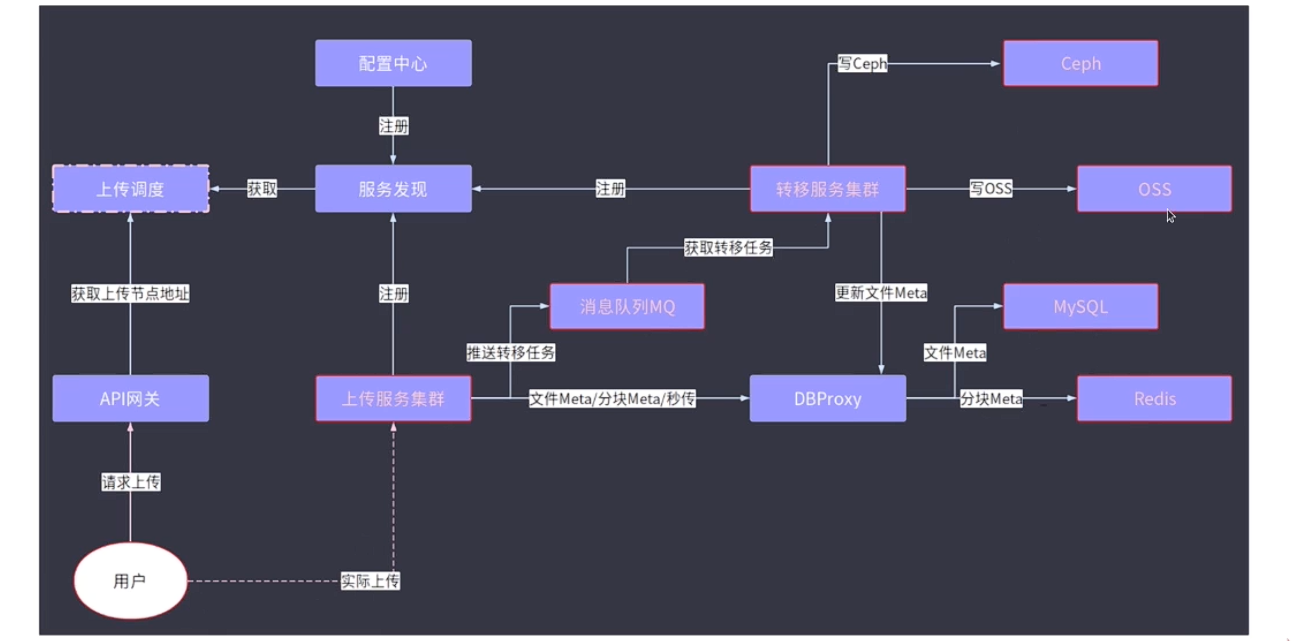 配置中心
写Ceph
Ceph
注册
上传调度
获取
服务发现
注册
转移服务集群
写OSS
OSS
获取转移任务
获取上传节点地址
注册
消息队列MQ
更新文件Meta
MySQL
推送转移任务
文件Meta
API网关
上传服务集群
文件Meta/分块Meta/秒传
DBProxy
分块Meta
Redis
请求上传
用户
实际上传